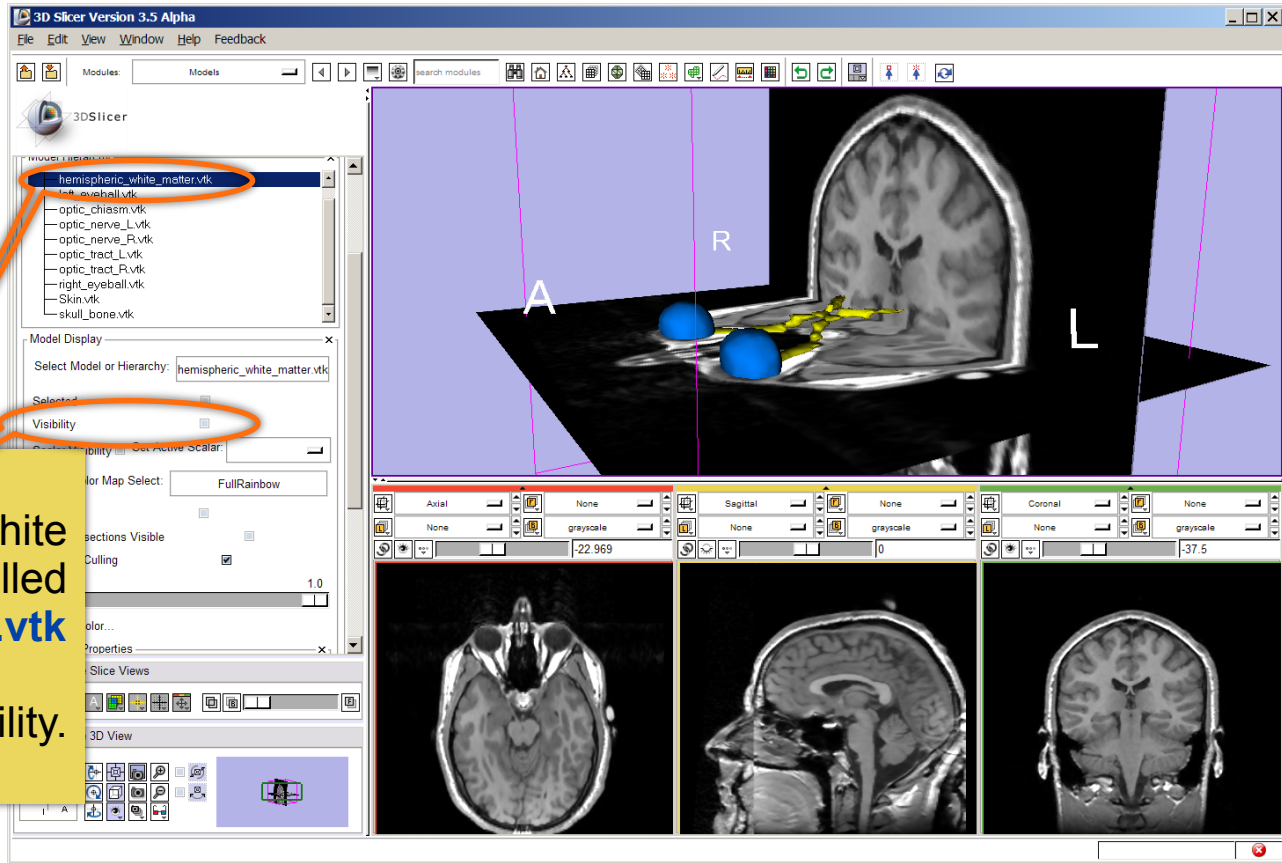 3D Slicer Version 3.5 Alpha
File Edit View Window Help Feedback
Modules: Models search modules
3DSlicer
Model Hierarchy
hemispheric_white_matter.vtk
left_eyeball.vtk
optic_chiasm.vtk
optic_nerve_L.vtk
optic_nerve_R.vtk
optic_tract_L.vtk
optic_tract_R.vtk
right_eyeball.vtk
Skin.vtk
skull_bone.vtk
Model Display
Select Model or Hierarchy: hemispheric_white_matter.vtk
Selected
Visibility
Scalar Visibility Set Active Scalar:
lor Map Select: FullRainbow
sections Visible
Culling
1.0
olor...
Properties
Slice Views
3D View
A
hite
lled
.vtk
ility.
R
A
L
Axial None
None grayscale
-22.969
Sagittal None
None grayscale
0
Coronal None
None grayscale
-37.5